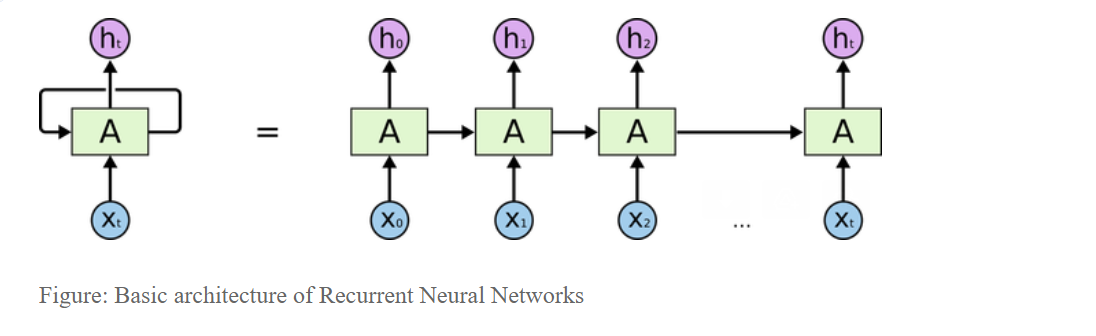 hₜ h₀ h₁ h₂ hₜ
A = A A A A
Xₜ X₀ X₁ X₂ ... Xₜ
Figure: Basic architecture of Recurrent Neural Networks